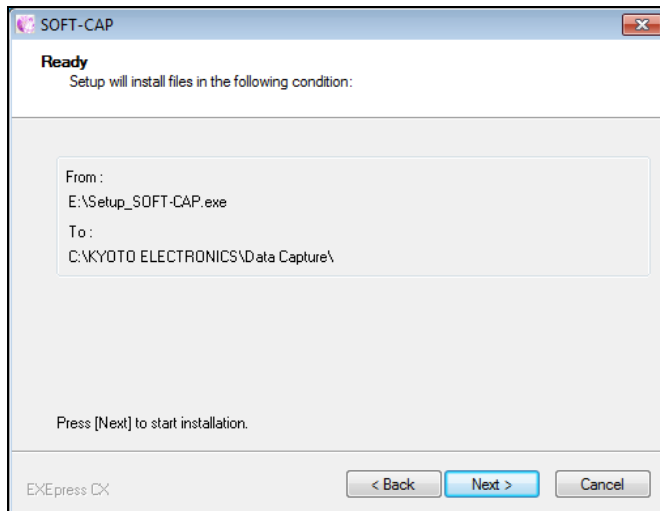 SOFT-CAP
Ready
Setup will install files in the following condition:
From :
E:\Setup_SOFT-CAP.exe
To :
C:\KYOTO ELECTRONICS\Data Capture\
Press [Next] to start installation.
EXEpress CX
< Back
Next >
Cancel